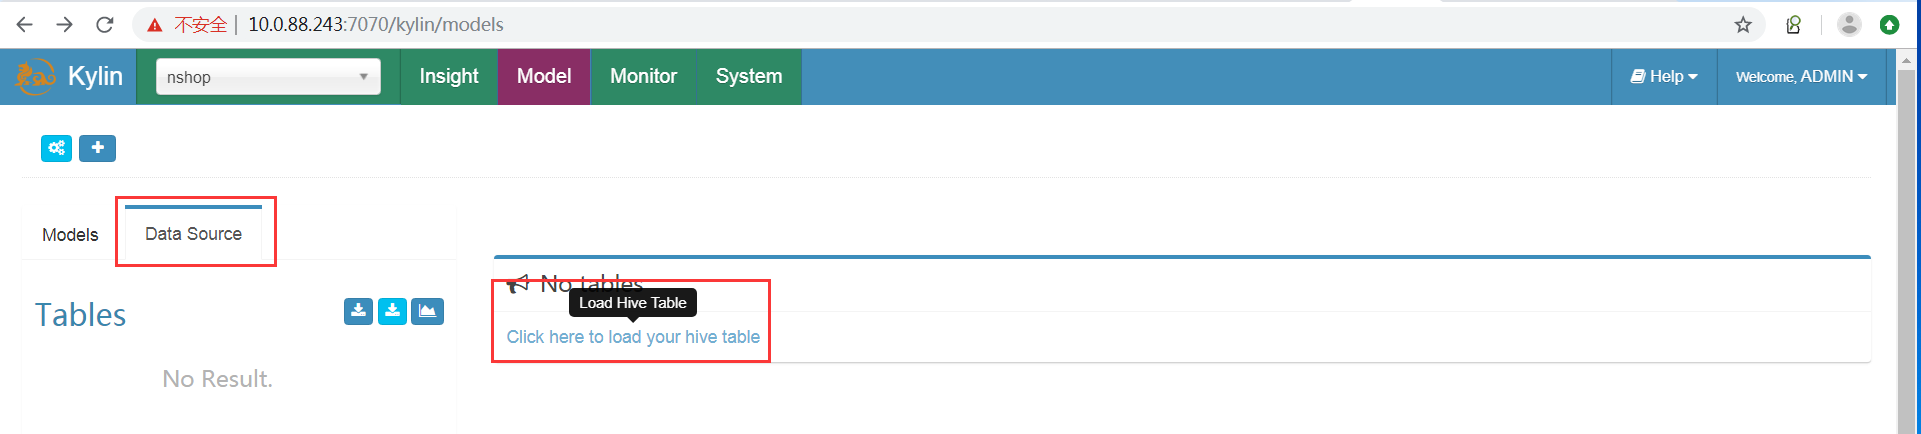 不安全 | 10.0.88.243:7070/kylin/models
Kylin nshop Insight Model Monitor System Help Welcome, ADMIN
Models Data Source
No tables
Load Hive Table
Tables
Click here to load your hive table
No Result.